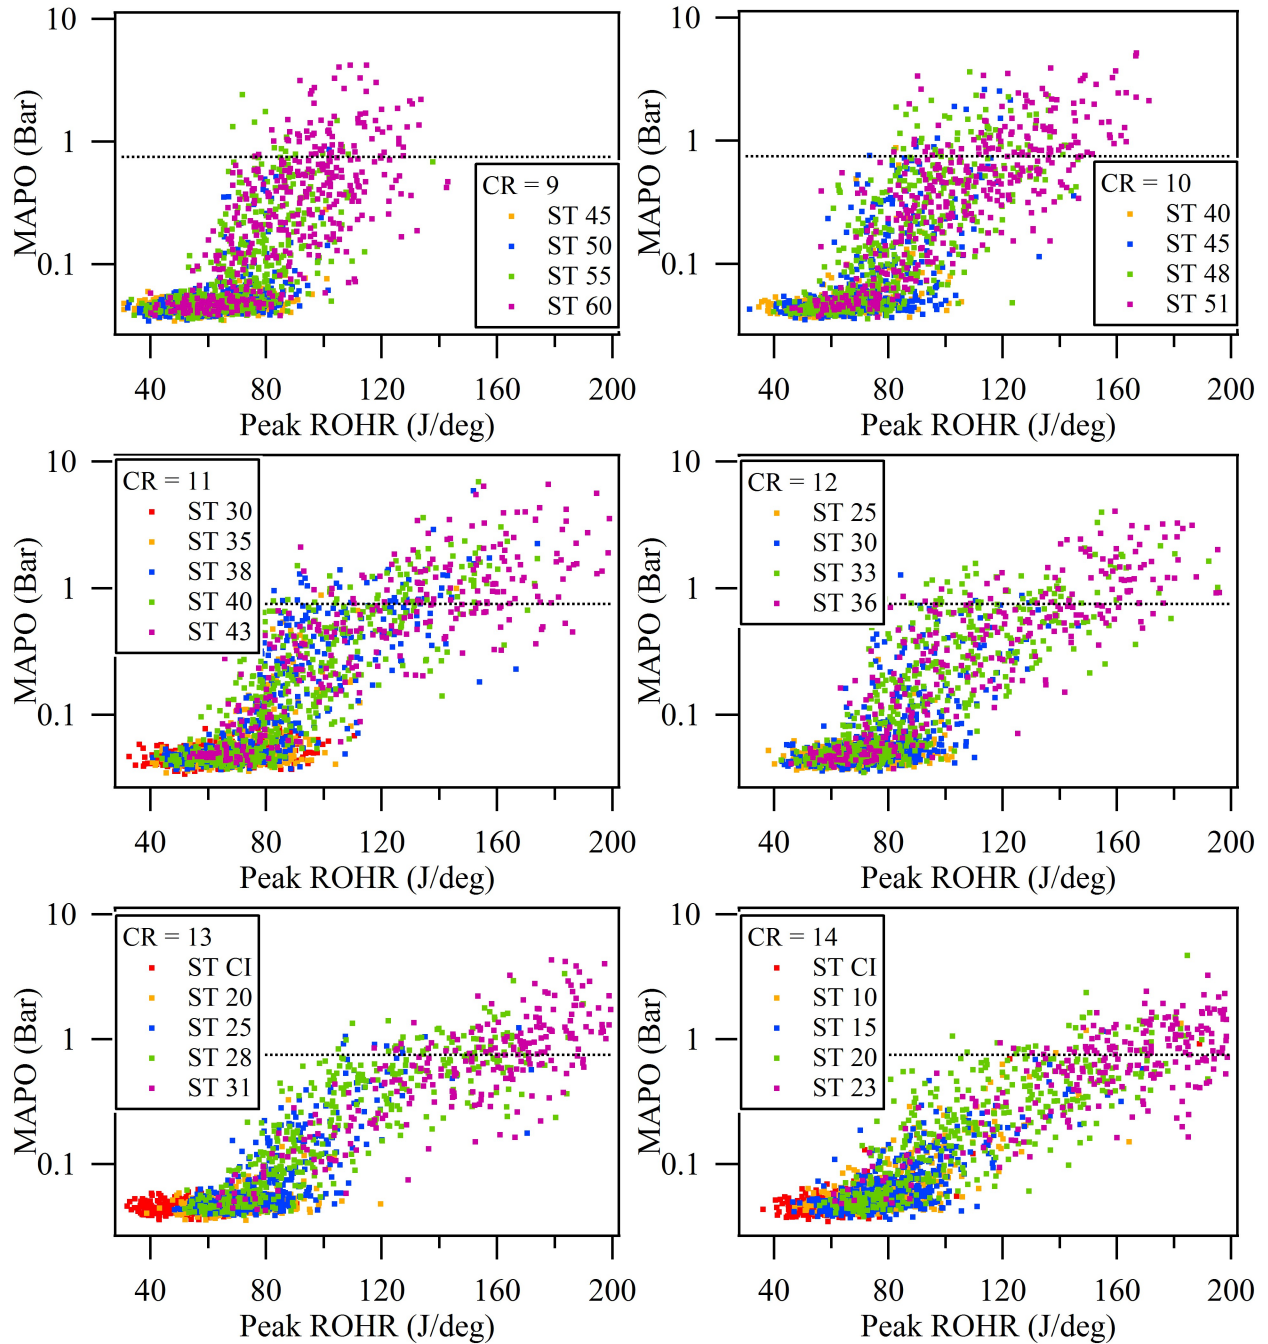 10
1
0.1
MAPO (Bar)
CR = 9
ST 45
ST 50
ST 55
ST 60
40 80 120 160 200
Peak ROHR (J/deg)
10
1
0.1
MAPO (Bar)
CR = 10
ST 40
ST 45
ST 48
ST 51
40 80 120 160 200
Peak ROHR (J/deg)
10
1
0.1
MAPO (Bar)
CR = 11
ST 30
ST 35
ST 38
ST 40
ST 43
40 80 120 160 200
Peak ROHR (J/deg)
10
1
0.1
MAPO (Bar)
CR = 12
ST 25
ST 30
ST 33
ST 36
40 80 120 160 200
Peak ROHR (J/deg)
10
1
0.1
MAPO (Bar)
CR = 13
ST CI
ST 20
ST 25
ST 28
ST 31
40 80 120 160 200
Peak ROHR (J/deg)
10
1
0.1
MAPO (Bar)
CR = 14
ST CI
ST 10
ST 15
ST 20
ST 23
40 80 120 160 200
Peak ROHR (J/deg)